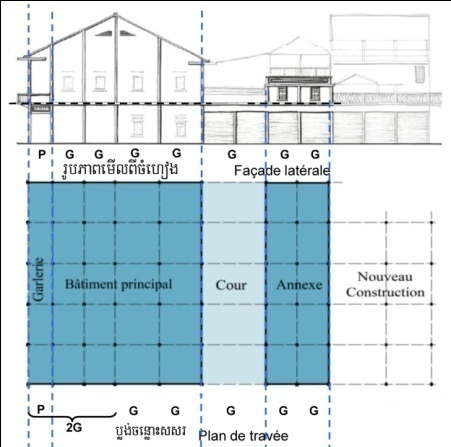 P G G G G G G G
រូបភាពមើលពីចំហៀង Façade latérale
Garlerie
Bâtiment principal Cour Annexe Nouveau Construction
P G G G G G
2G
ប្លង់ចន្លោះសសរ Plan de travée